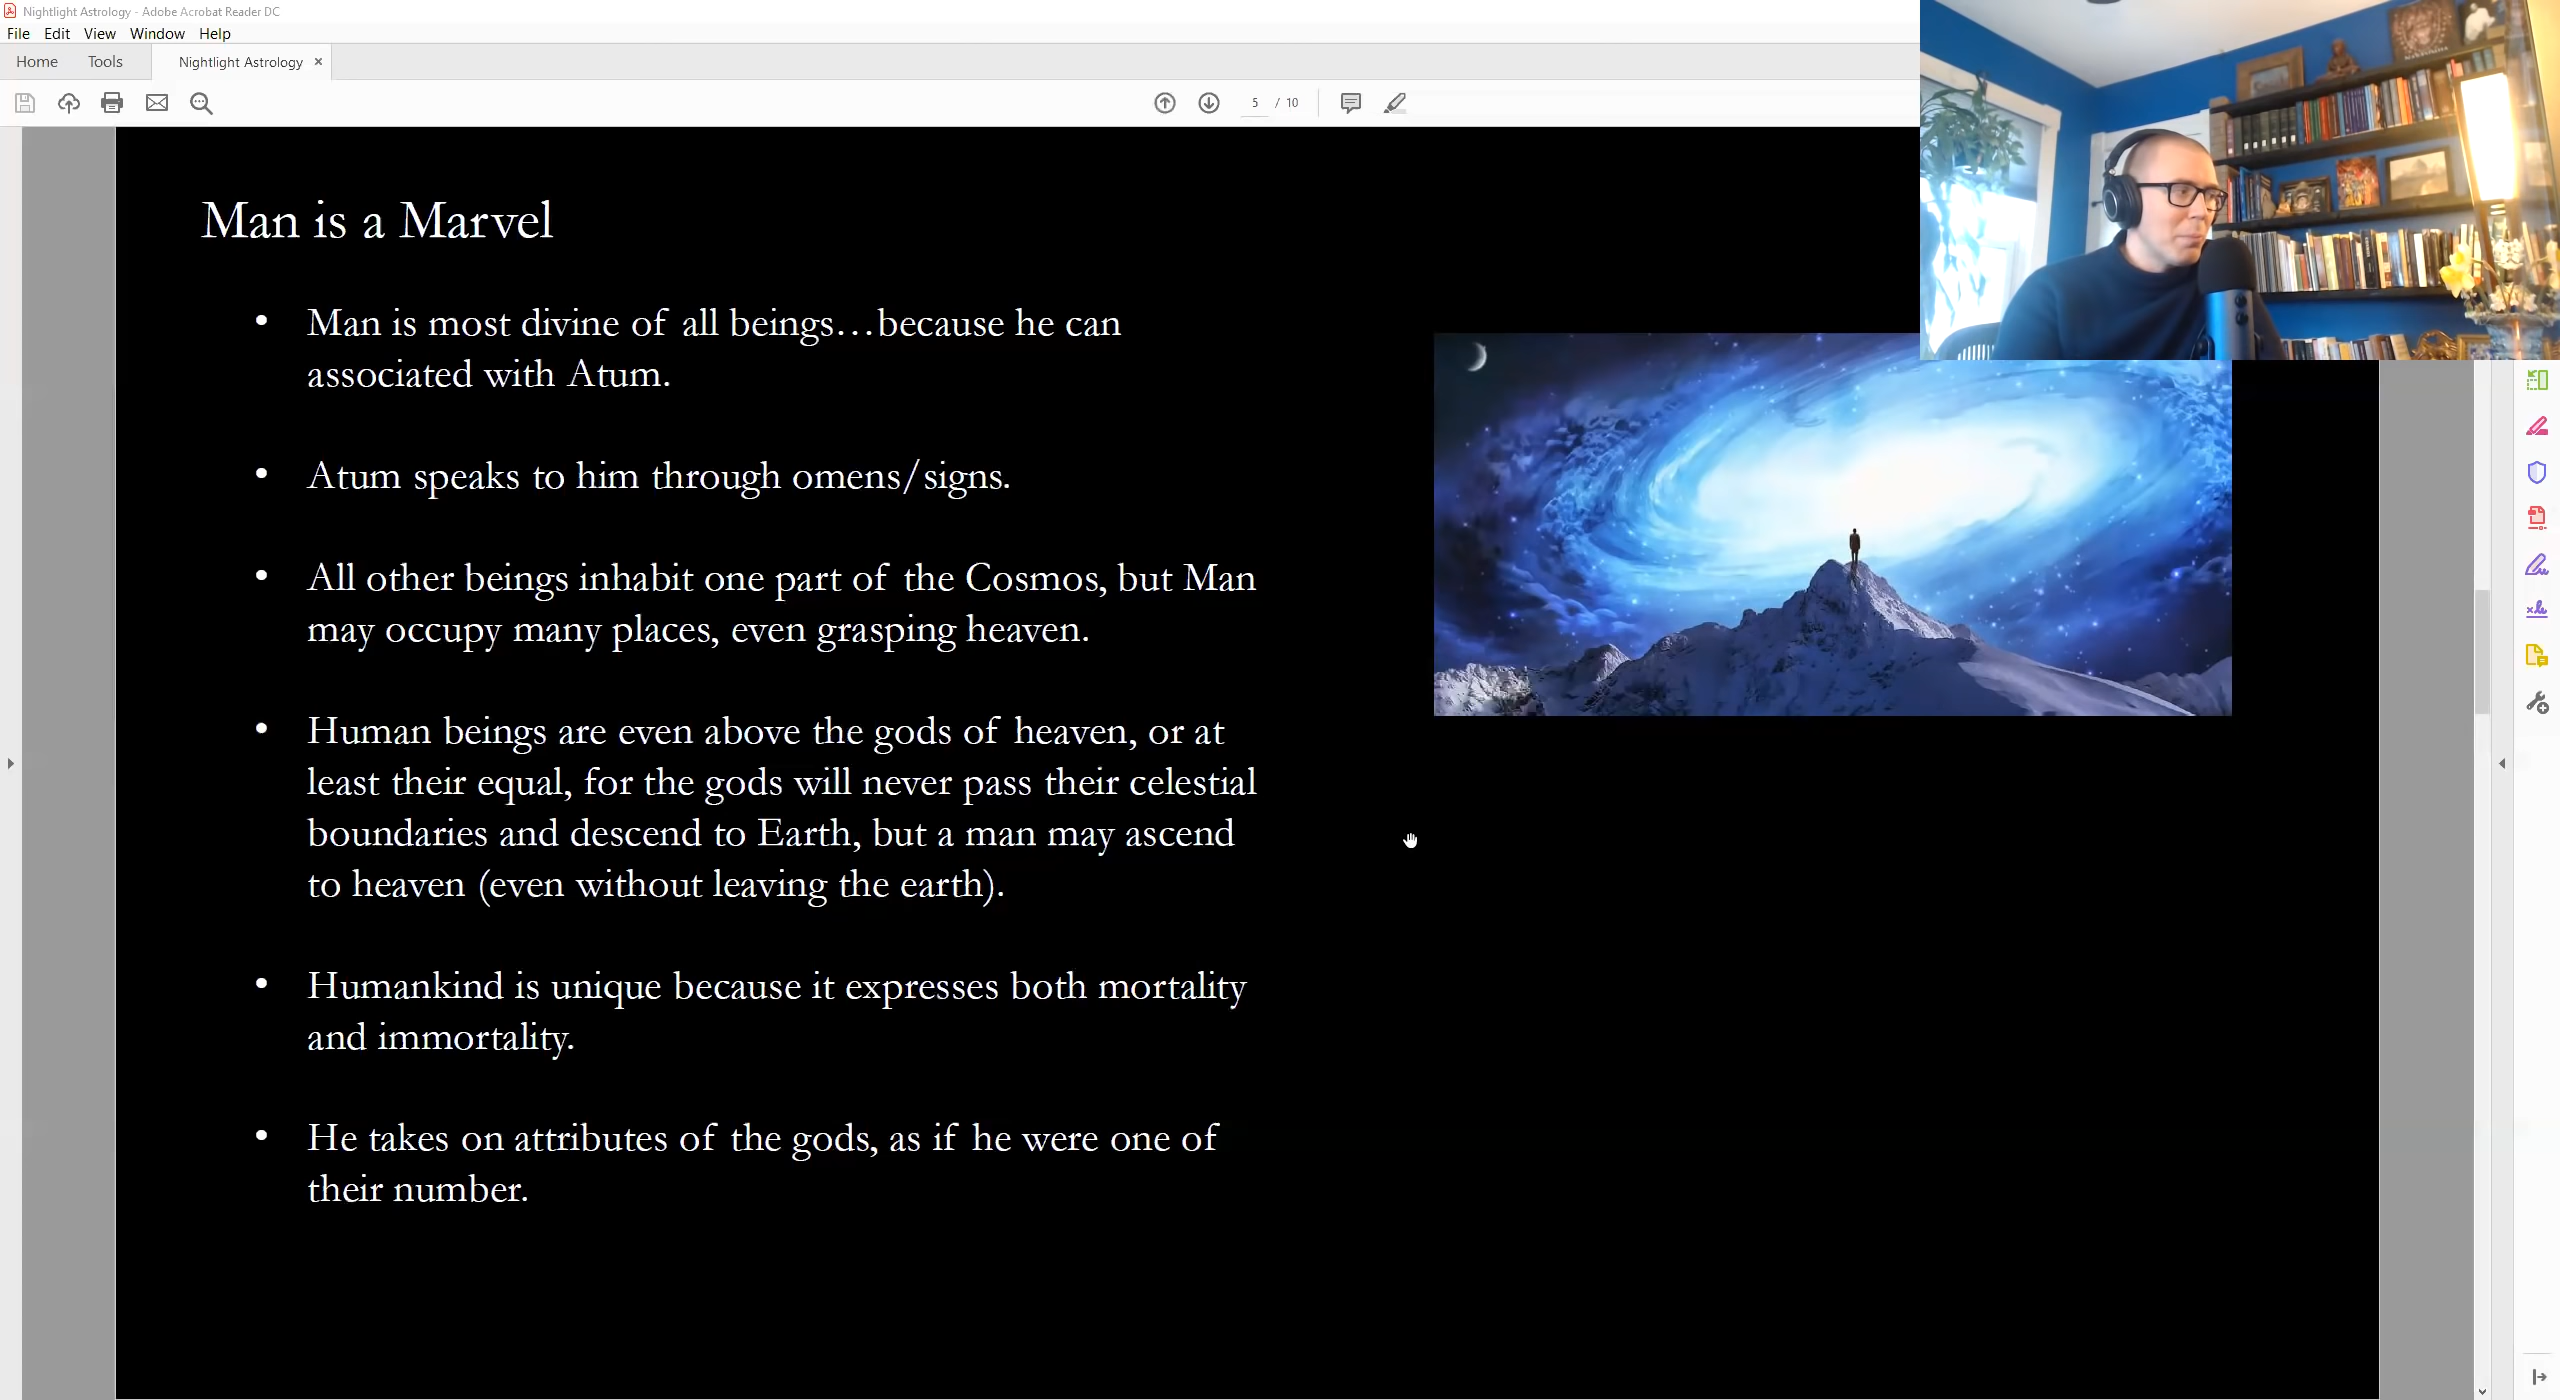 Nightlight Astrology - Adobe Acrobat Reader DC
File Edit View Window Help
Home Tools Nightlight Astrology ×
5 / 10
Man is a Marvel
• Man is most divine of all beings…because he can
associated with Atum.
• Atum speaks to him through omens/signs.
• All other beings inhabit one part of the Cosmos, but Man
may occupy many places, even grasping heaven.
• Human beings are even above the gods of heaven, or at
least their equal, for the gods will never pass their celestial
boundaries and descend to Earth, but a man may ascend
to heaven (even without leaving the earth).
• Humankind is unique because it expresses both mortality
and immortality.
• He takes on attributes of the gods, as if he were one of
their number.